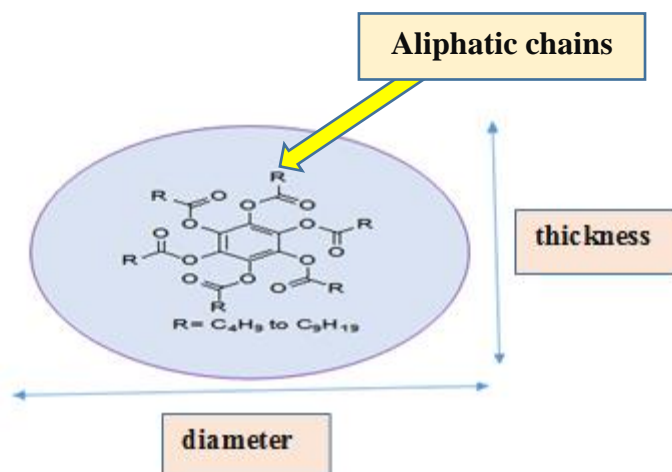 Aliphatic chains
R
R
O
O
O
O
O
R
O
O
R
O
O
R
O
O
O
R
R= C₄H₉ to C₉H₁₉
thickness
diameter